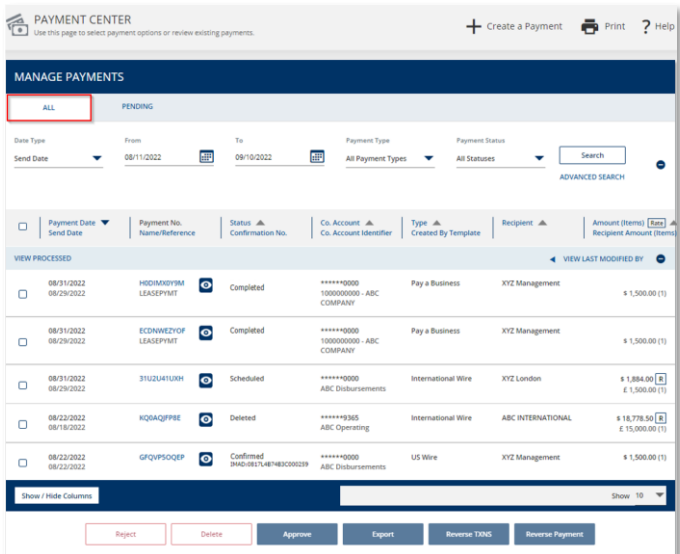 PAYMENT CENTER
Use this page to select payment options or review existing payments.
Create a Payment Print ? Help
MANAGE PAYMENTS
ALL PENDING
Date Type From To Payment Type Payment Status
Send Date 08/11/2022 09/10/2022 All Payment Types All Statuses Search
ADVANCED SEARCH
Payment Date Payment No. Status Co. Account Type Recipient Amount (Items) Rate
Send Date Name/Reference Confirmation No. Co. Account Identifier Created By Template Recipient Amount (Items)
VIEW PROCESSED VIEW LAST MODIFIED BY
08/31/2022 H0DIMX0Y9M Completed ******0000 Pay a Business XYZ Management
08/29/2022 LEASEPYMT 1000000000 - ABC $ 1,500.00 (1)
COMPANY
08/31/2022 ECDNWEZYOF Completed ******0000 Pay a Business XYZ Management
08/29/2022 LEASEPYMT 1000000000 - ABC $ 1,500.00 (1)
COMPANY
08/31/2022 31U2U41UXH Scheduled ******0000 International Wire XYZ London $ 1,884.00 R
08/29/2022 ABC Disbursements £ 1,500.00 (1)
08/22/2022 KQ0AQJFP8E Deleted ******9365 International Wire ABC INTERNATIONAL $ 18,778.50 R
08/18/2022 ABC Operating £ 15,000.00 (1)
08/22/2022 GFQVPSOQEP Confirmed ******0000 US Wire XYZ Management $ 1,500.00 (1)
08/22/2022 IMAD:0817L4B74B3C000259 ABC Disbursements
Show / Hide Columns Show 10
Reject Delete Approve Export Reverse TXNS Reverse Payment